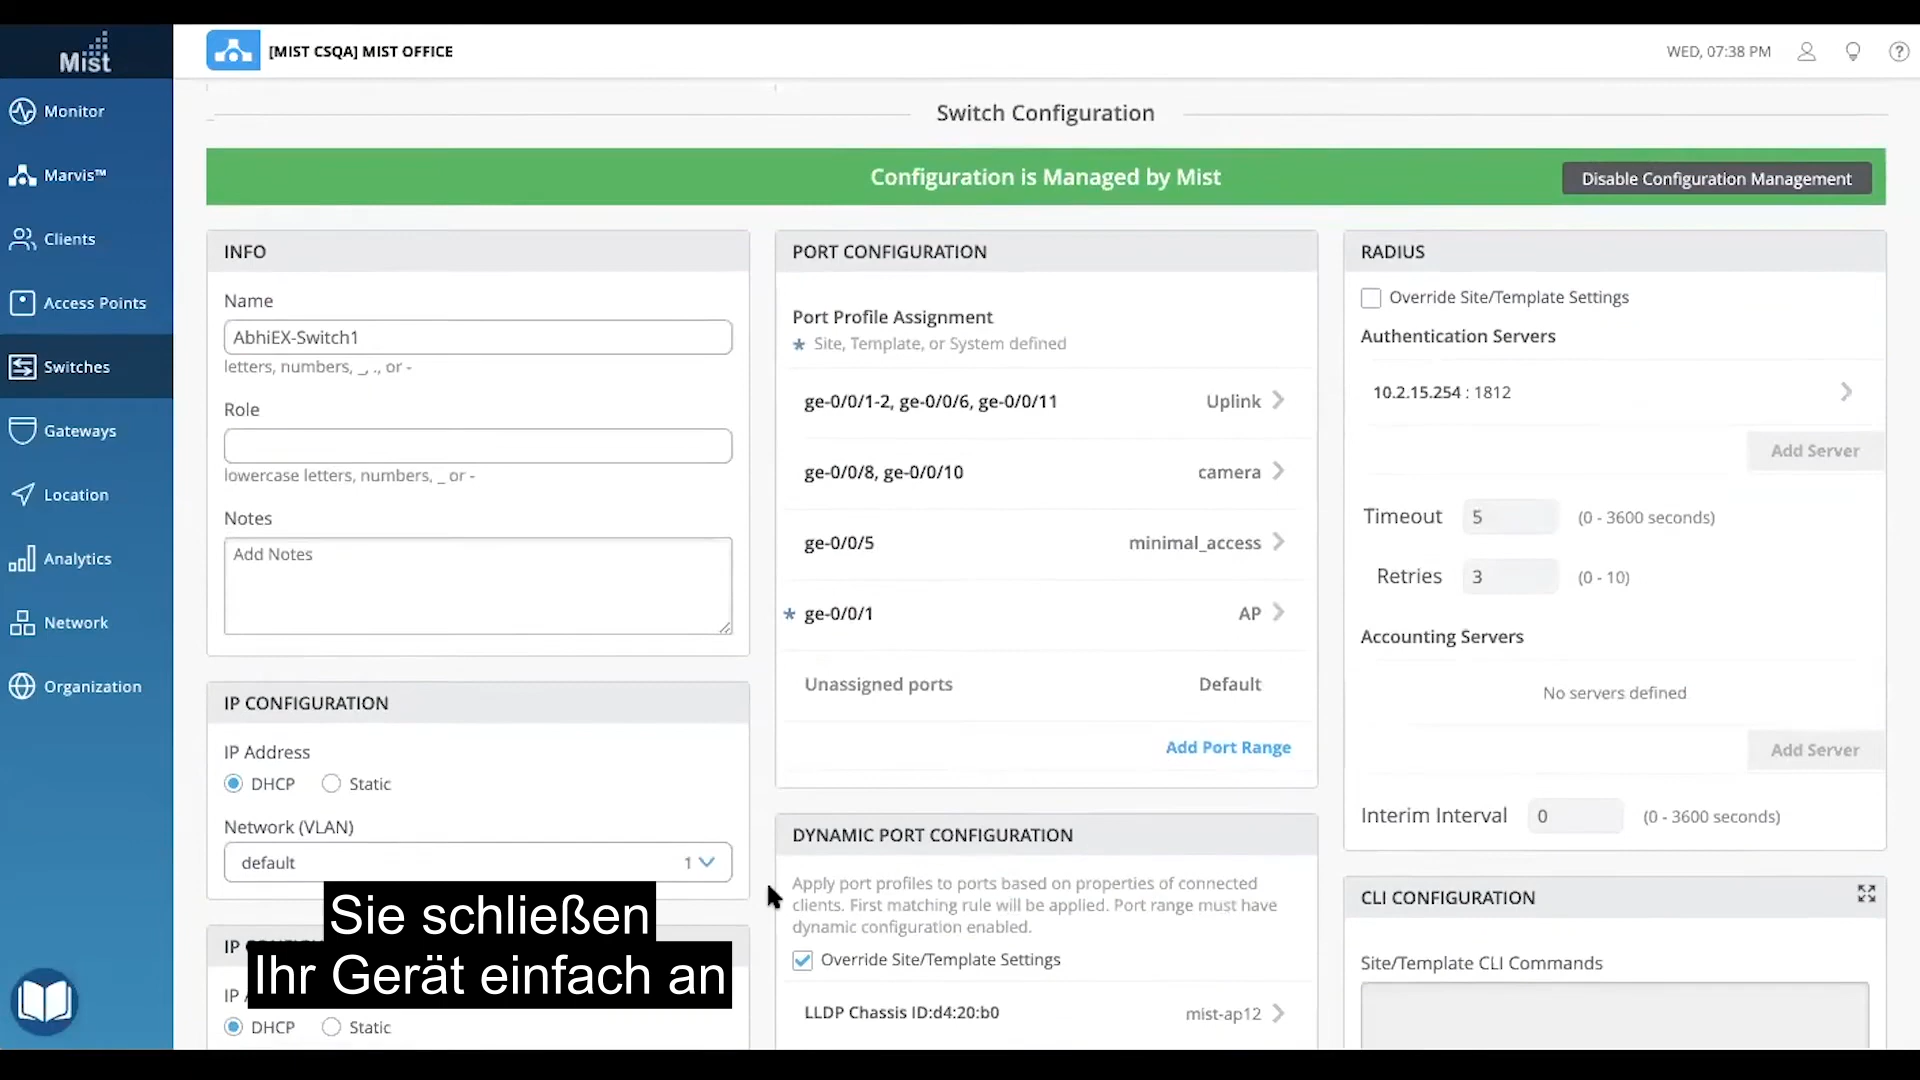 Mist
[MIST CSQA] MIST OFFICE
WED, 07:38 PM
Monitor
Marvis™
Clients
Access Points
Switches
Gateways
Location
Analytics
Network
Organization
Switch Configuration
Configuration is Managed by Mist
Disable Configuration Management
INFO
Name
AbhiEX-Switch1
letters, numbers, _, ., or -
Role
lowercase letters, numbers, _ or -
Notes
Add Notes
IP CONFIGURATION
IP Address
DHCP Static
Network (VLAN)
default 1
IP
IP
DHCP Static
PORT CONFIGURATION
Port Profile Assignment
* Site, Template, or System defined
ge-0/0/1-2, ge-0/0/6, ge-0/0/11 Uplink
ge-0/0/8, ge-0/0/10 camera
ge-0/0/5 minimal_access
* ge-0/0/1 AP
Unassigned ports Default
Add Port Range
DYNAMIC PORT CONFIGURATION
Apply port profiles to ports based on properties of connected
clients. First matching rule will be applied. Port range must have
dynamic configuration enabled.
Override Site/Template Settings
LLDP Chassis ID:d4:20:b0 mist-ap12
RADIUS
Override Site/Template Settings
Authentication Servers
10.2.15.254 : 1812
Add Server
Timeout 5 (0 - 3600 seconds)
Retries 3 (0 - 10)
Accounting Servers
No servers defined
Add Server
Interim Interval 0 (0 - 3600 seconds)
CLI CONFIGURATION
Site/Template CLI Commands
Sie schließen
Ihr Gerät einfach an